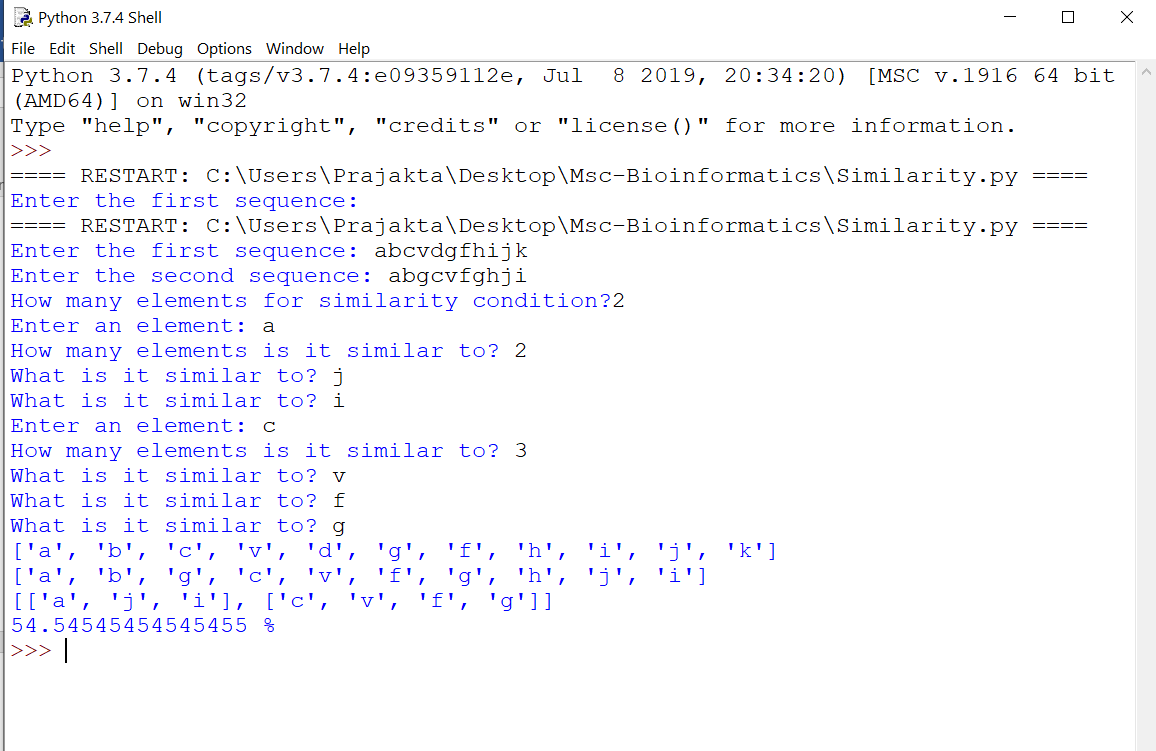 Python 3.7.4 Shell
File Edit Shell Debug Options Window Help
Python 3.7.4 (tags/v3.7.4:e09359112e, Jul  8 2019, 20:34:20) [MSC v.1916 64 bit
(AMD64)] on win32
Type "help", "copyright", "credits" or "license()" for more information.
>>>
==== RESTART: C:\Users\Prajakta\Desktop\Msc-Bioinformatics\Similarity.py ====
Enter the first sequence:
==== RESTART: C:\Users\Prajakta\Desktop\Msc-Bioinformatics\Similarity.py ====
Enter the first sequence: abcvdgfhijk
Enter the second sequence: abgcvfghji
How many elements for similarity condition?2
Enter an element: a
How many elements is it similar to? 2
What is it similar to? j
What is it similar to? i
Enter an element: c
How many elements is it similar to? 3
What is it similar to? v
What is it similar to? f
What is it similar to? g
['a', 'b', 'c', 'v', 'd', 'g', 'f', 'h', 'i', 'j', 'k']
['a', 'b', 'g', 'c', 'v', 'f', 'g', 'h', 'j', 'i']
[['a', 'j', 'i'], ['c', 'v', 'f', 'g']]
54.54545454545455 %
>>>